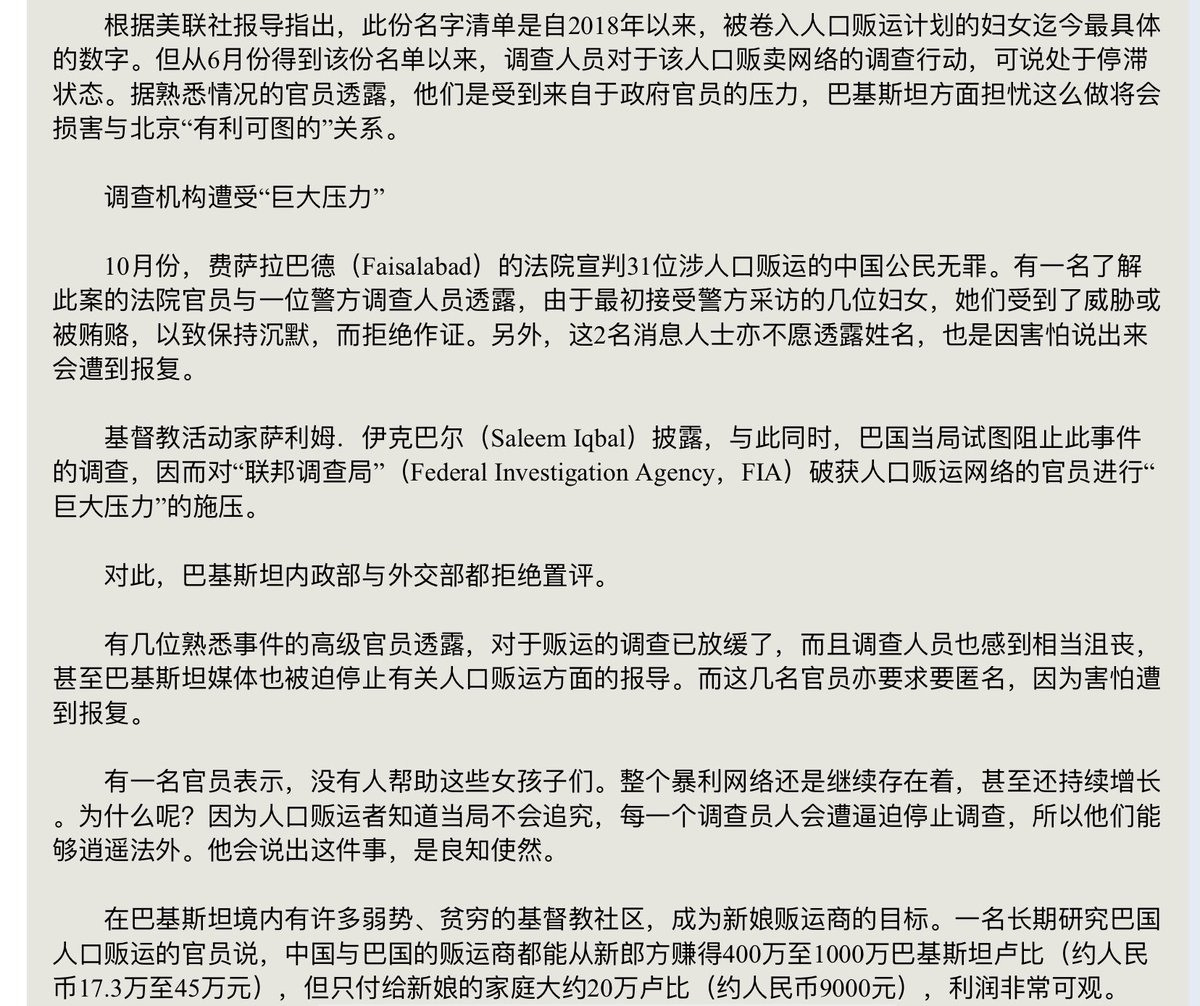 根据美联社报导指出，此份名字清单是自2018年以来，被卷入人口贩运计划的妇女迄今最具体
的数字。但从6月份得到该份名单以来，调查人员对于该人口贩卖网络的调查行动，可说处于停滞
状态。据熟悉情况的官员透露，他们是受到来自于政府官员的压力，巴基斯坦方面担忧这么做将会
损害与北京“有利可图的”关系。
调查机构遭受“巨大压力”
10月份，费萨拉巴德（Faisalabad）的法院宣判31位涉人口贩运的中国公民无罪。有一名了解
此案的法院官员与一位警方调查人员透露，由于最初接受警方采访的几位妇女，她们受到了威胁或
被贿赂，以致保持沉默，而拒绝作证。另外，这2名消息人士亦不愿透露姓名，也是因害怕说出来
会遭到报复。
基督教活动家萨利姆．伊克巴尔（Saleem Iqbal）披露，与此同时，巴国当局试图阻止此事件
的调查，因而对“联邦调查局”（Federal Investigation Agency，FIA）破获人口贩运网络的官员进行“
巨大压力”的施压。
对此，巴基斯坦内政部与外交部都拒绝置评。
有几位熟悉事件的高级官员透露，对于贩运的调查已放缓了，而且调查人员也感到相当沮丧，
甚至巴基斯坦媒体也被迫停止有关人口贩运方面的报导。而这几名官员亦要求要匿名，因为害怕遭
到报复。
有一名官员表示，没有人帮助这些女孩子们。整个暴利网络还是继续存在着，甚至还持续增长
。为什么呢？因为人口贩运者知道当局不会追究，每一个调查员人会遭逼迫停止调查，所以他们能
够逍遥法外。他会说出这件事，是良知使然。
在巴基斯坦境内有许多弱势、贫穷的基督教社区，成为新娘贩运商的目标。一名长期研究巴国
人口贩运的官员说，中国与巴国的贩运商都能从新郎方赚得400万至1000万巴基斯坦卢比（约人民
币17.3万至45万元），但只付给新娘的家庭大约20万卢比（约人民币9000元），利润非常可观。